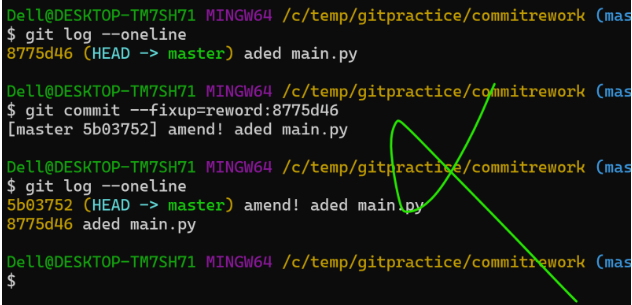 Dell@DESKTOP-TM7SH71 MINGW64 /c/temp/gitpractice/commitrework (mas
$ git log --oneline
8775d46 (HEAD -> master) aded main.py
Dell@DESKTOP-TM7SH71 MINGW64 /c/temp/gitpractice/commitrework (mas
$ git commit --fixup=reword:8775d46
[master 5b03752] amend! aded main.py
Dell@DESKTOP-TM7SH71 MINGW64 /c/temp/gitpractice/commitrework (mas
$ git log --oneline
5b03752 (HEAD -> master) amend! aded main.py
8775d46 aded main.py
Dell@DESKTOP-TM7SH71 MINGW64 /c/temp/gitpractice/commitrework (mas
$